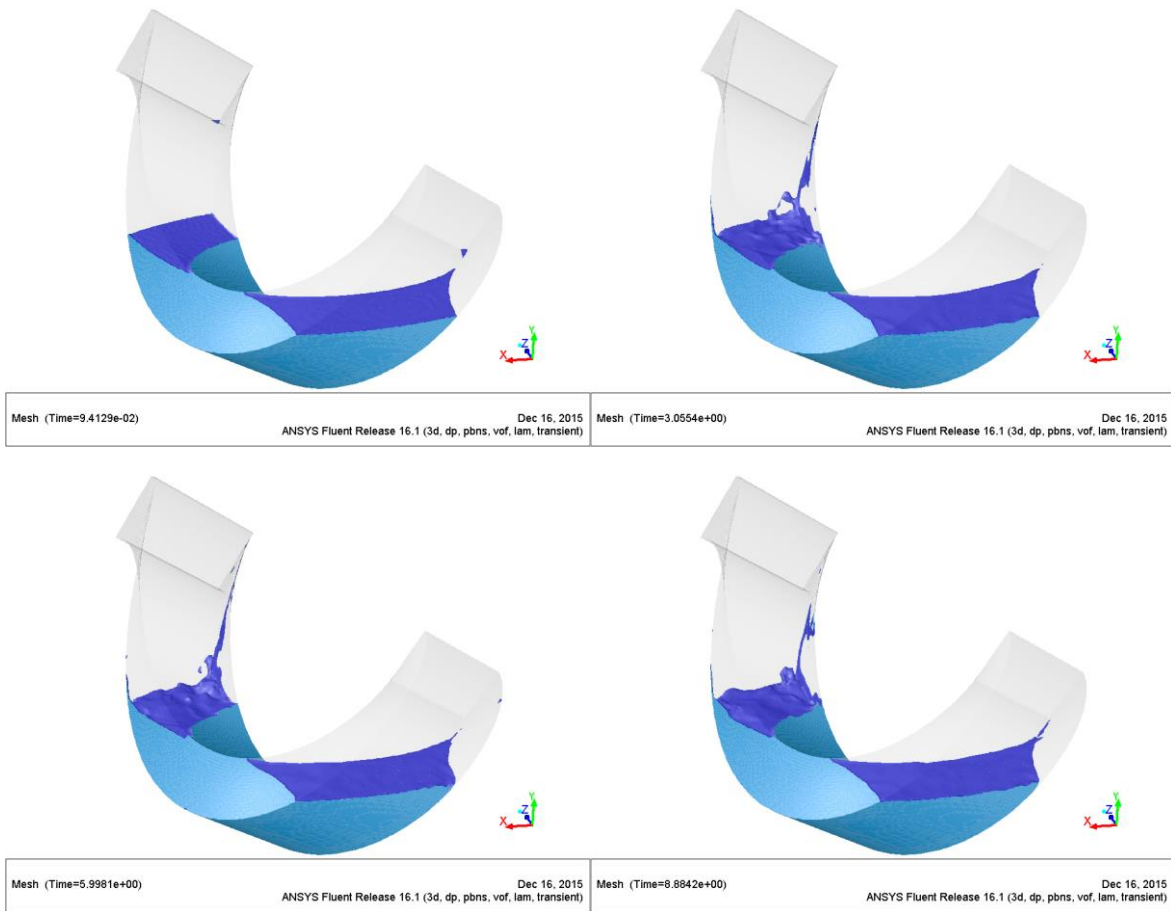 Y
Z
X
Y
Z
X
Mesh (Time=9.4129e-02)
Dec 16, 2015
ANSYS Fluent Release 16.1 (3d, dp, pbns, vof, lam, transient)
Mesh (Time=3.0554e+00)
Dec 16, 2015
ANSYS Fluent Release 16.1 (3d, dp, pbns, vof, lam, transient)
Y
Z
X
Y
Z
X
Mesh (Time=5.9981e+00)
Dec 16, 2015
ANSYS Fluent Release 16.1 (3d, dp, pbns, vof, lam, transient)
Mesh (Time=8.8842e+00)
Dec 16, 2015
ANSYS Fluent Release 16.1 (3d, dp, pbns, vof, lam, transient)